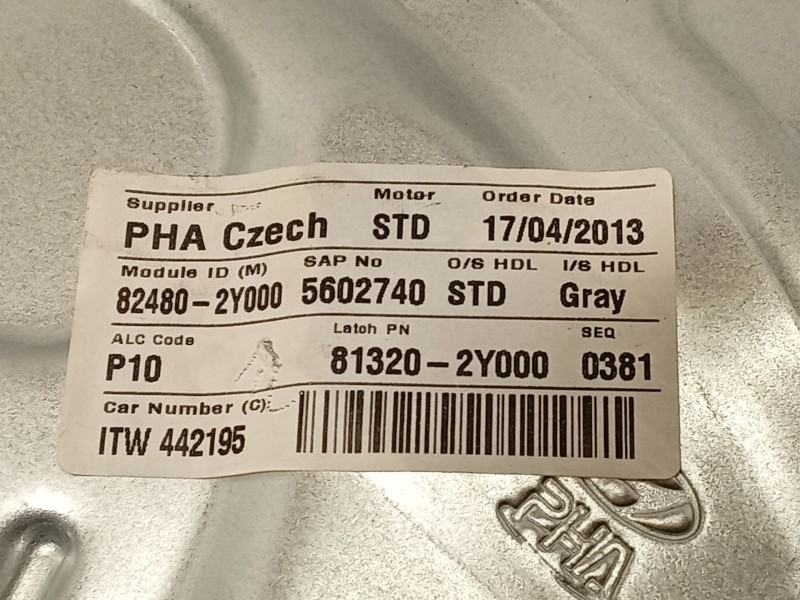 Supplier Motor Order Date
PHA Czech STD 17/04/2013
Module ID (M) SAP No O/S HDL I/S HDL
82480-2Y000 5602740 STD Gray
ALC Code Latch PN SEQ
P10 81320-2Y000 0381
Car Number (C):
ITW 442195
PHA